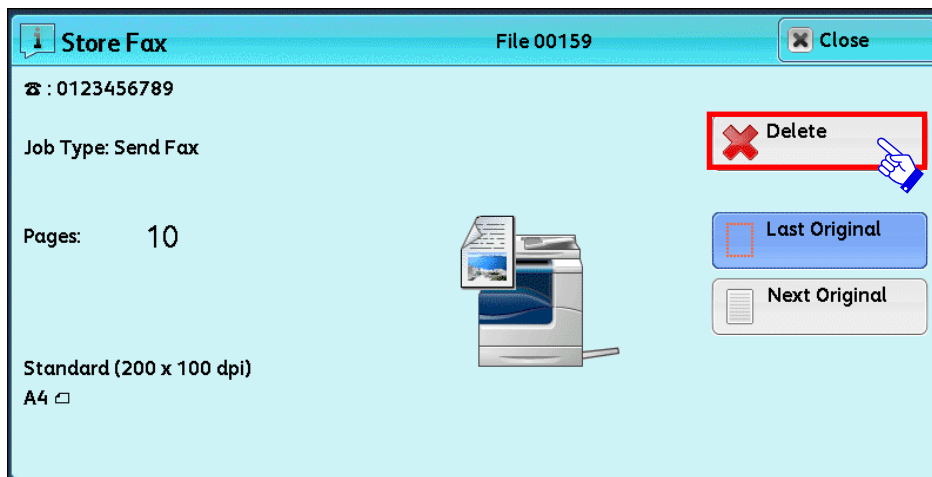 Store Fax
File 00159
Close
☎ : 0123456789
Delete
Job Type: Send Fax
Pages: 10
Last Original
Next Original
Standard (200 x 100 dpi)
A4